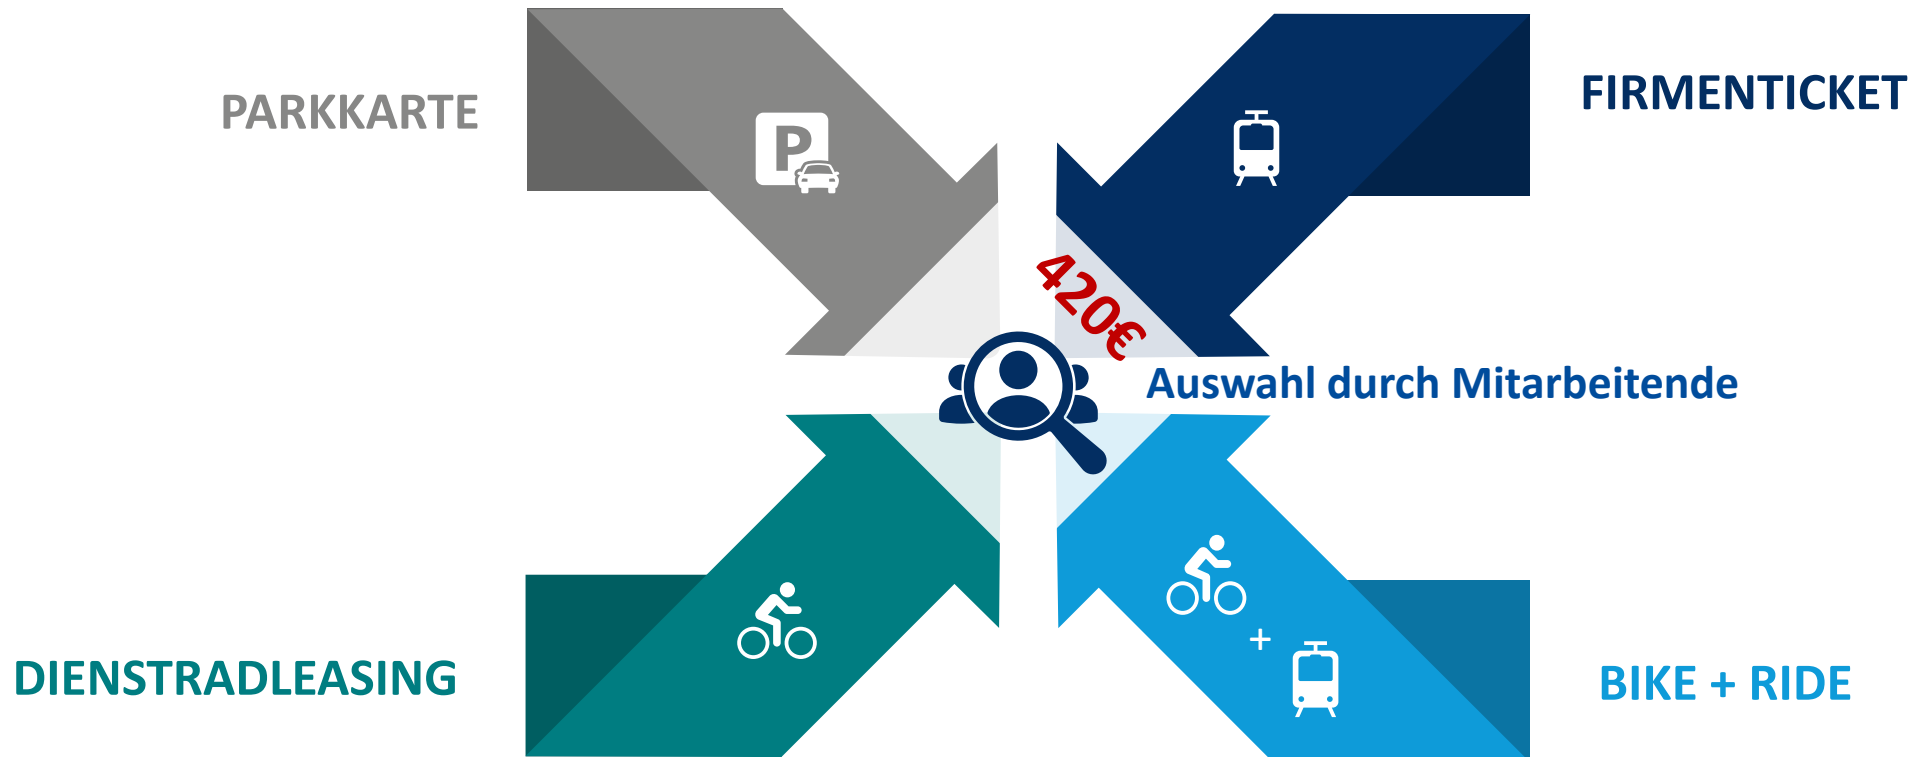 PARKKARTE
FIRMENTICKET
P
420€
Auswahl durch Mitarbeitende
+
DIENSTRADLEASING
BIKE + RIDE